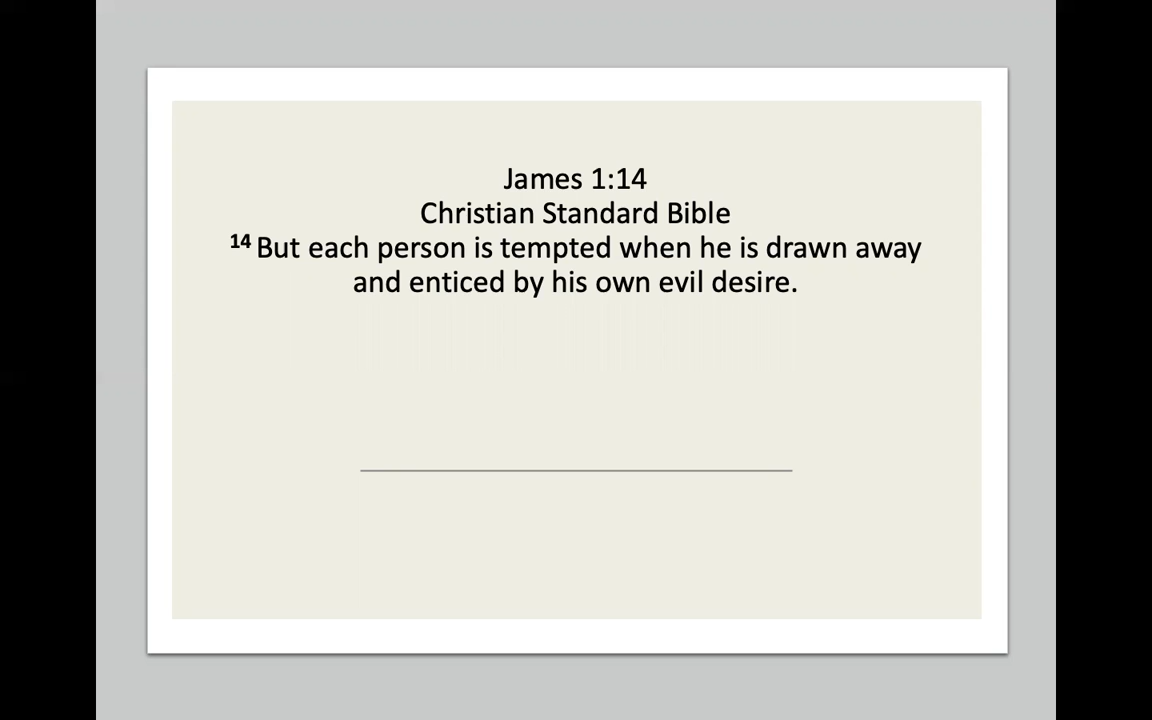 James 1:14
Christian Standard Bible
14 But each person is tempted when he is drawn away
and enticed by his own evil desire.